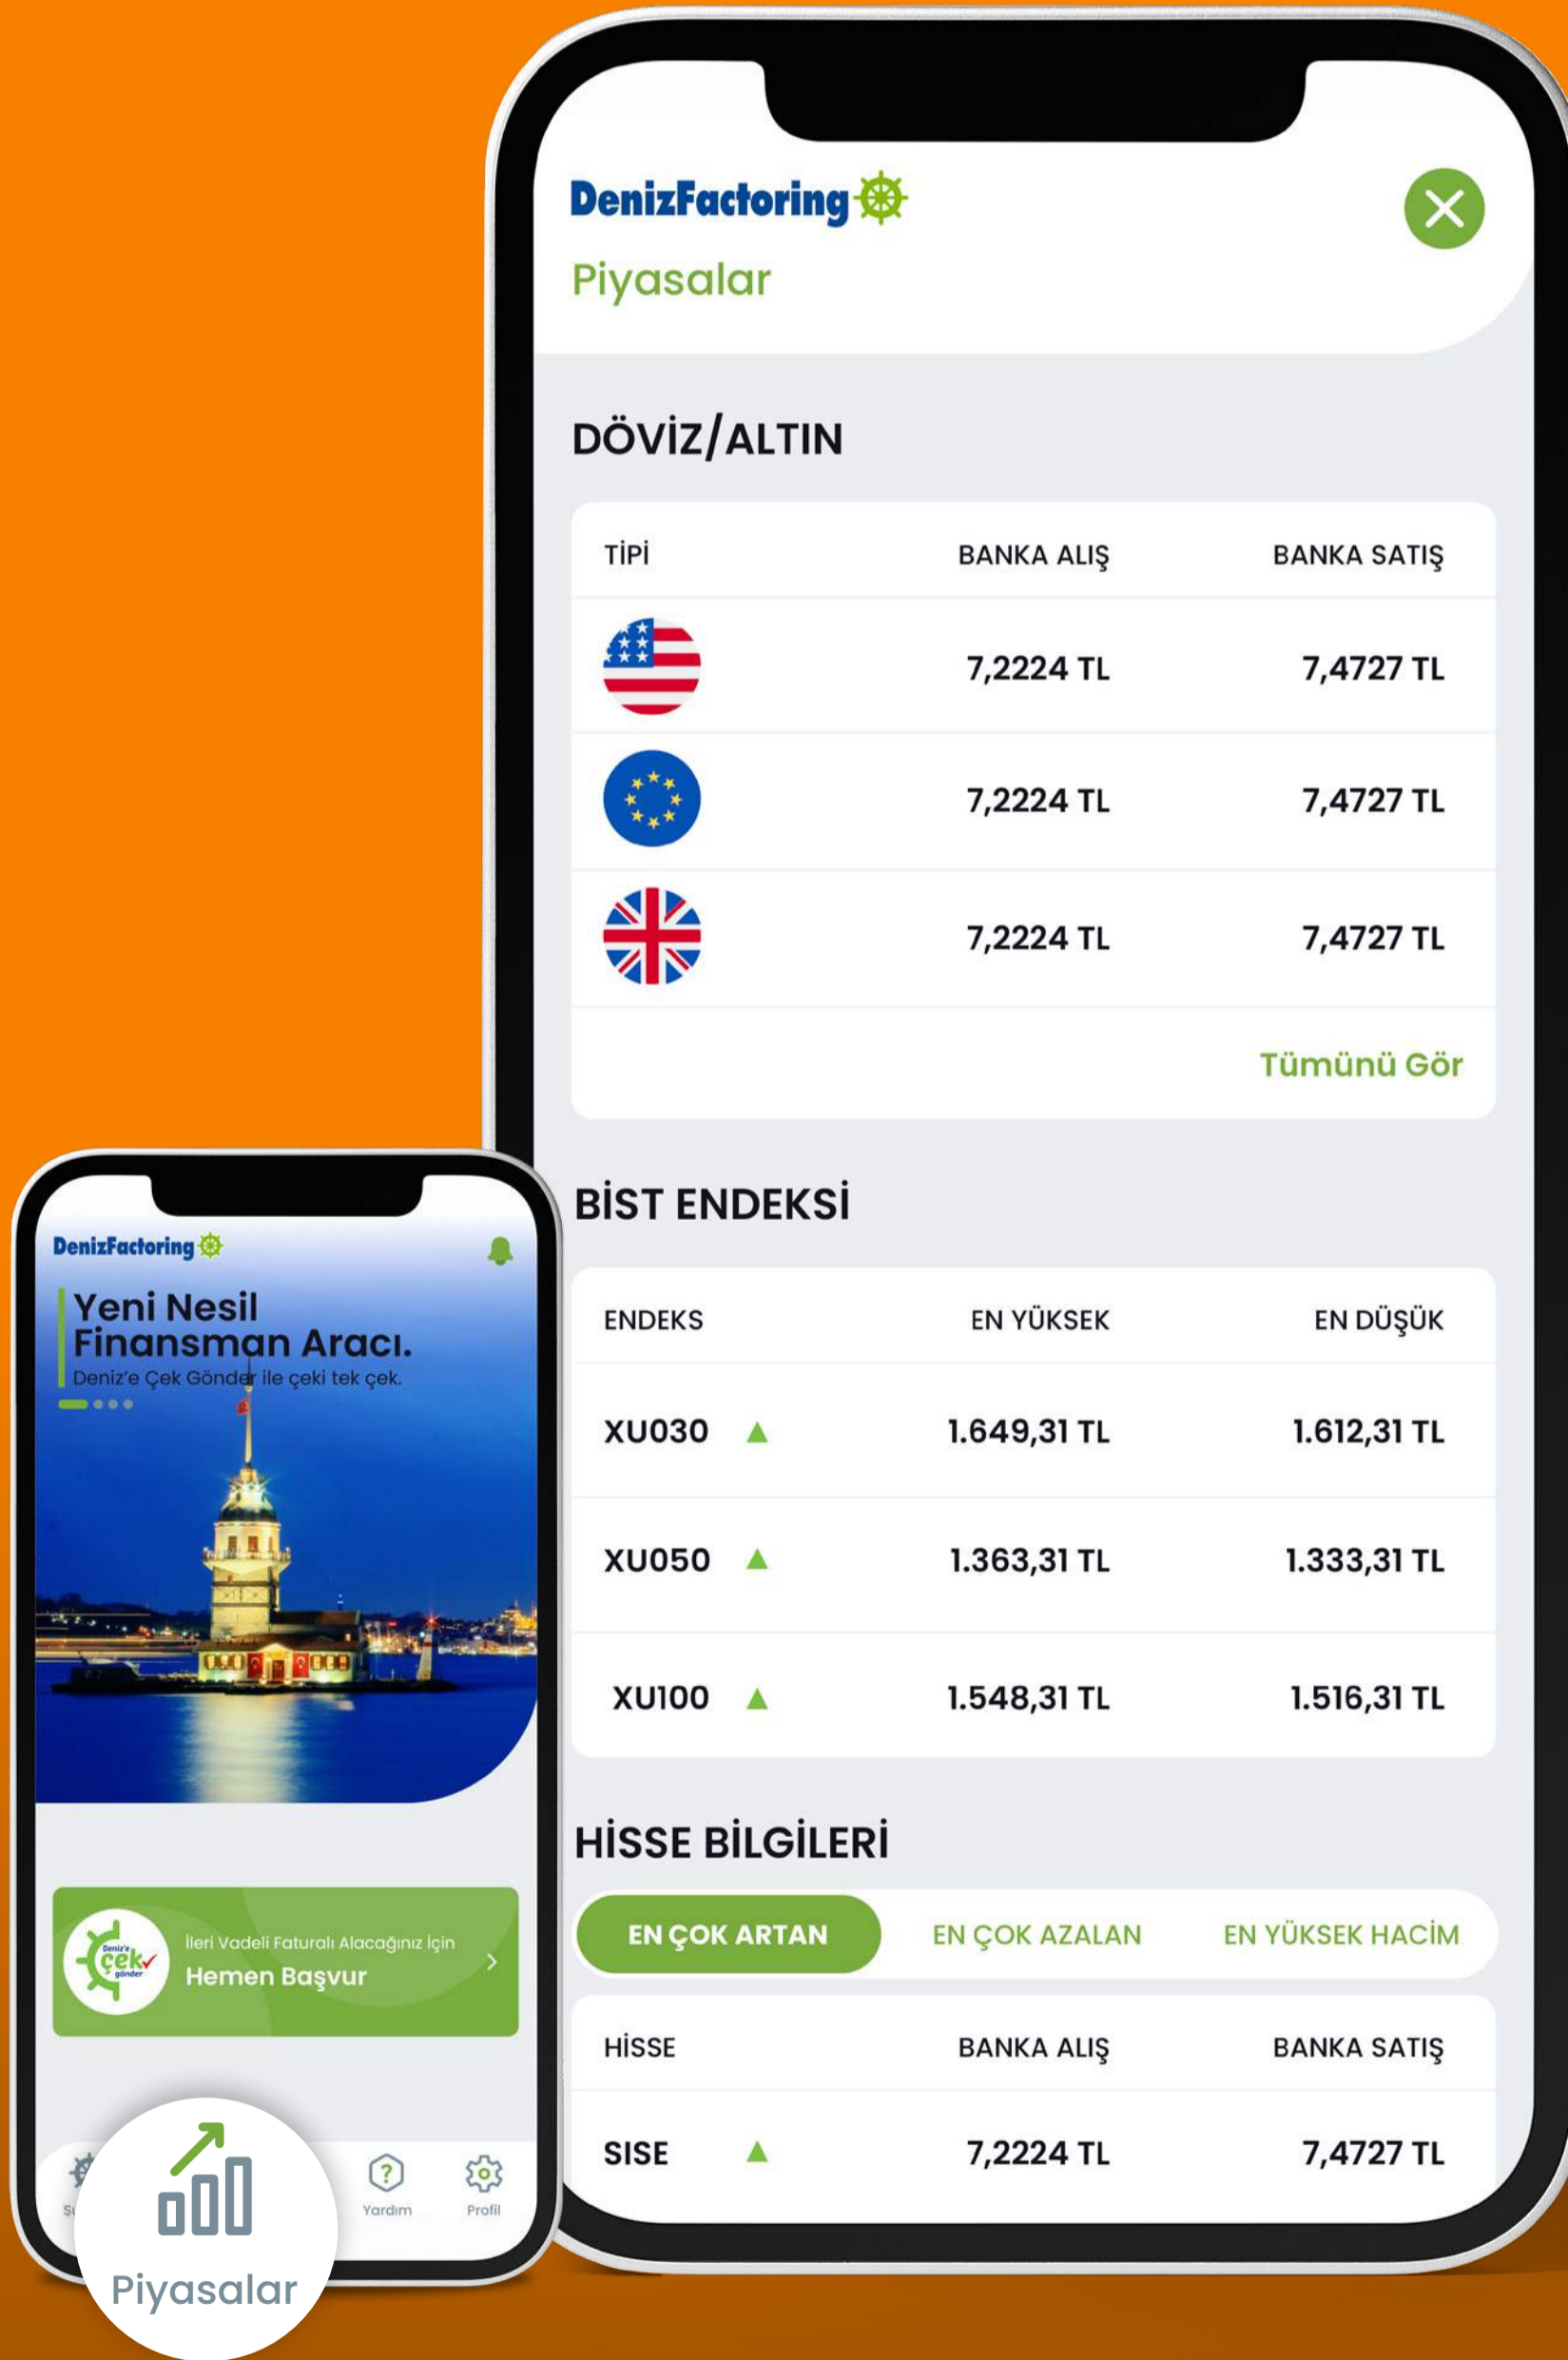 DenizFactoring
Piyasalar
DÖVİZ/ALTIN
TİPİ BANKA ALIŞ BANKA SATIŞ
7,2224 TL 7,4727 TL
7,2224 TL 7,4727 TL
7,2224 TL 7,4727 TL
Tümünü Gör
BİST ENDEKSİ
ENDEKS EN YÜKSEK EN DÜŞÜK
XU030 1.649,31 TL 1.612,31 TL
XU050 1.363,31 TL 1.333,31 TL
XU100 1.548,31 TL 1.516,31 TL
HİSSE BİLGİLERİ
EN ÇOK ARTAN EN ÇOK AZALAN EN YÜKSEK HACİM
HİSSE BANKA ALIŞ BANKA SATIŞ
SISE 7,2224 TL 7,4727 TL
DenizFactoring
Yeni Nesil
Finansman Aracı.
Deniz'e Çek Gönder ile çeki tek çek.
Deniz'e
çek
gönder
İleri Vadeli Faturalı Alacağınız İçin
Hemen Başvur
Yardım Profil
Piyasalar